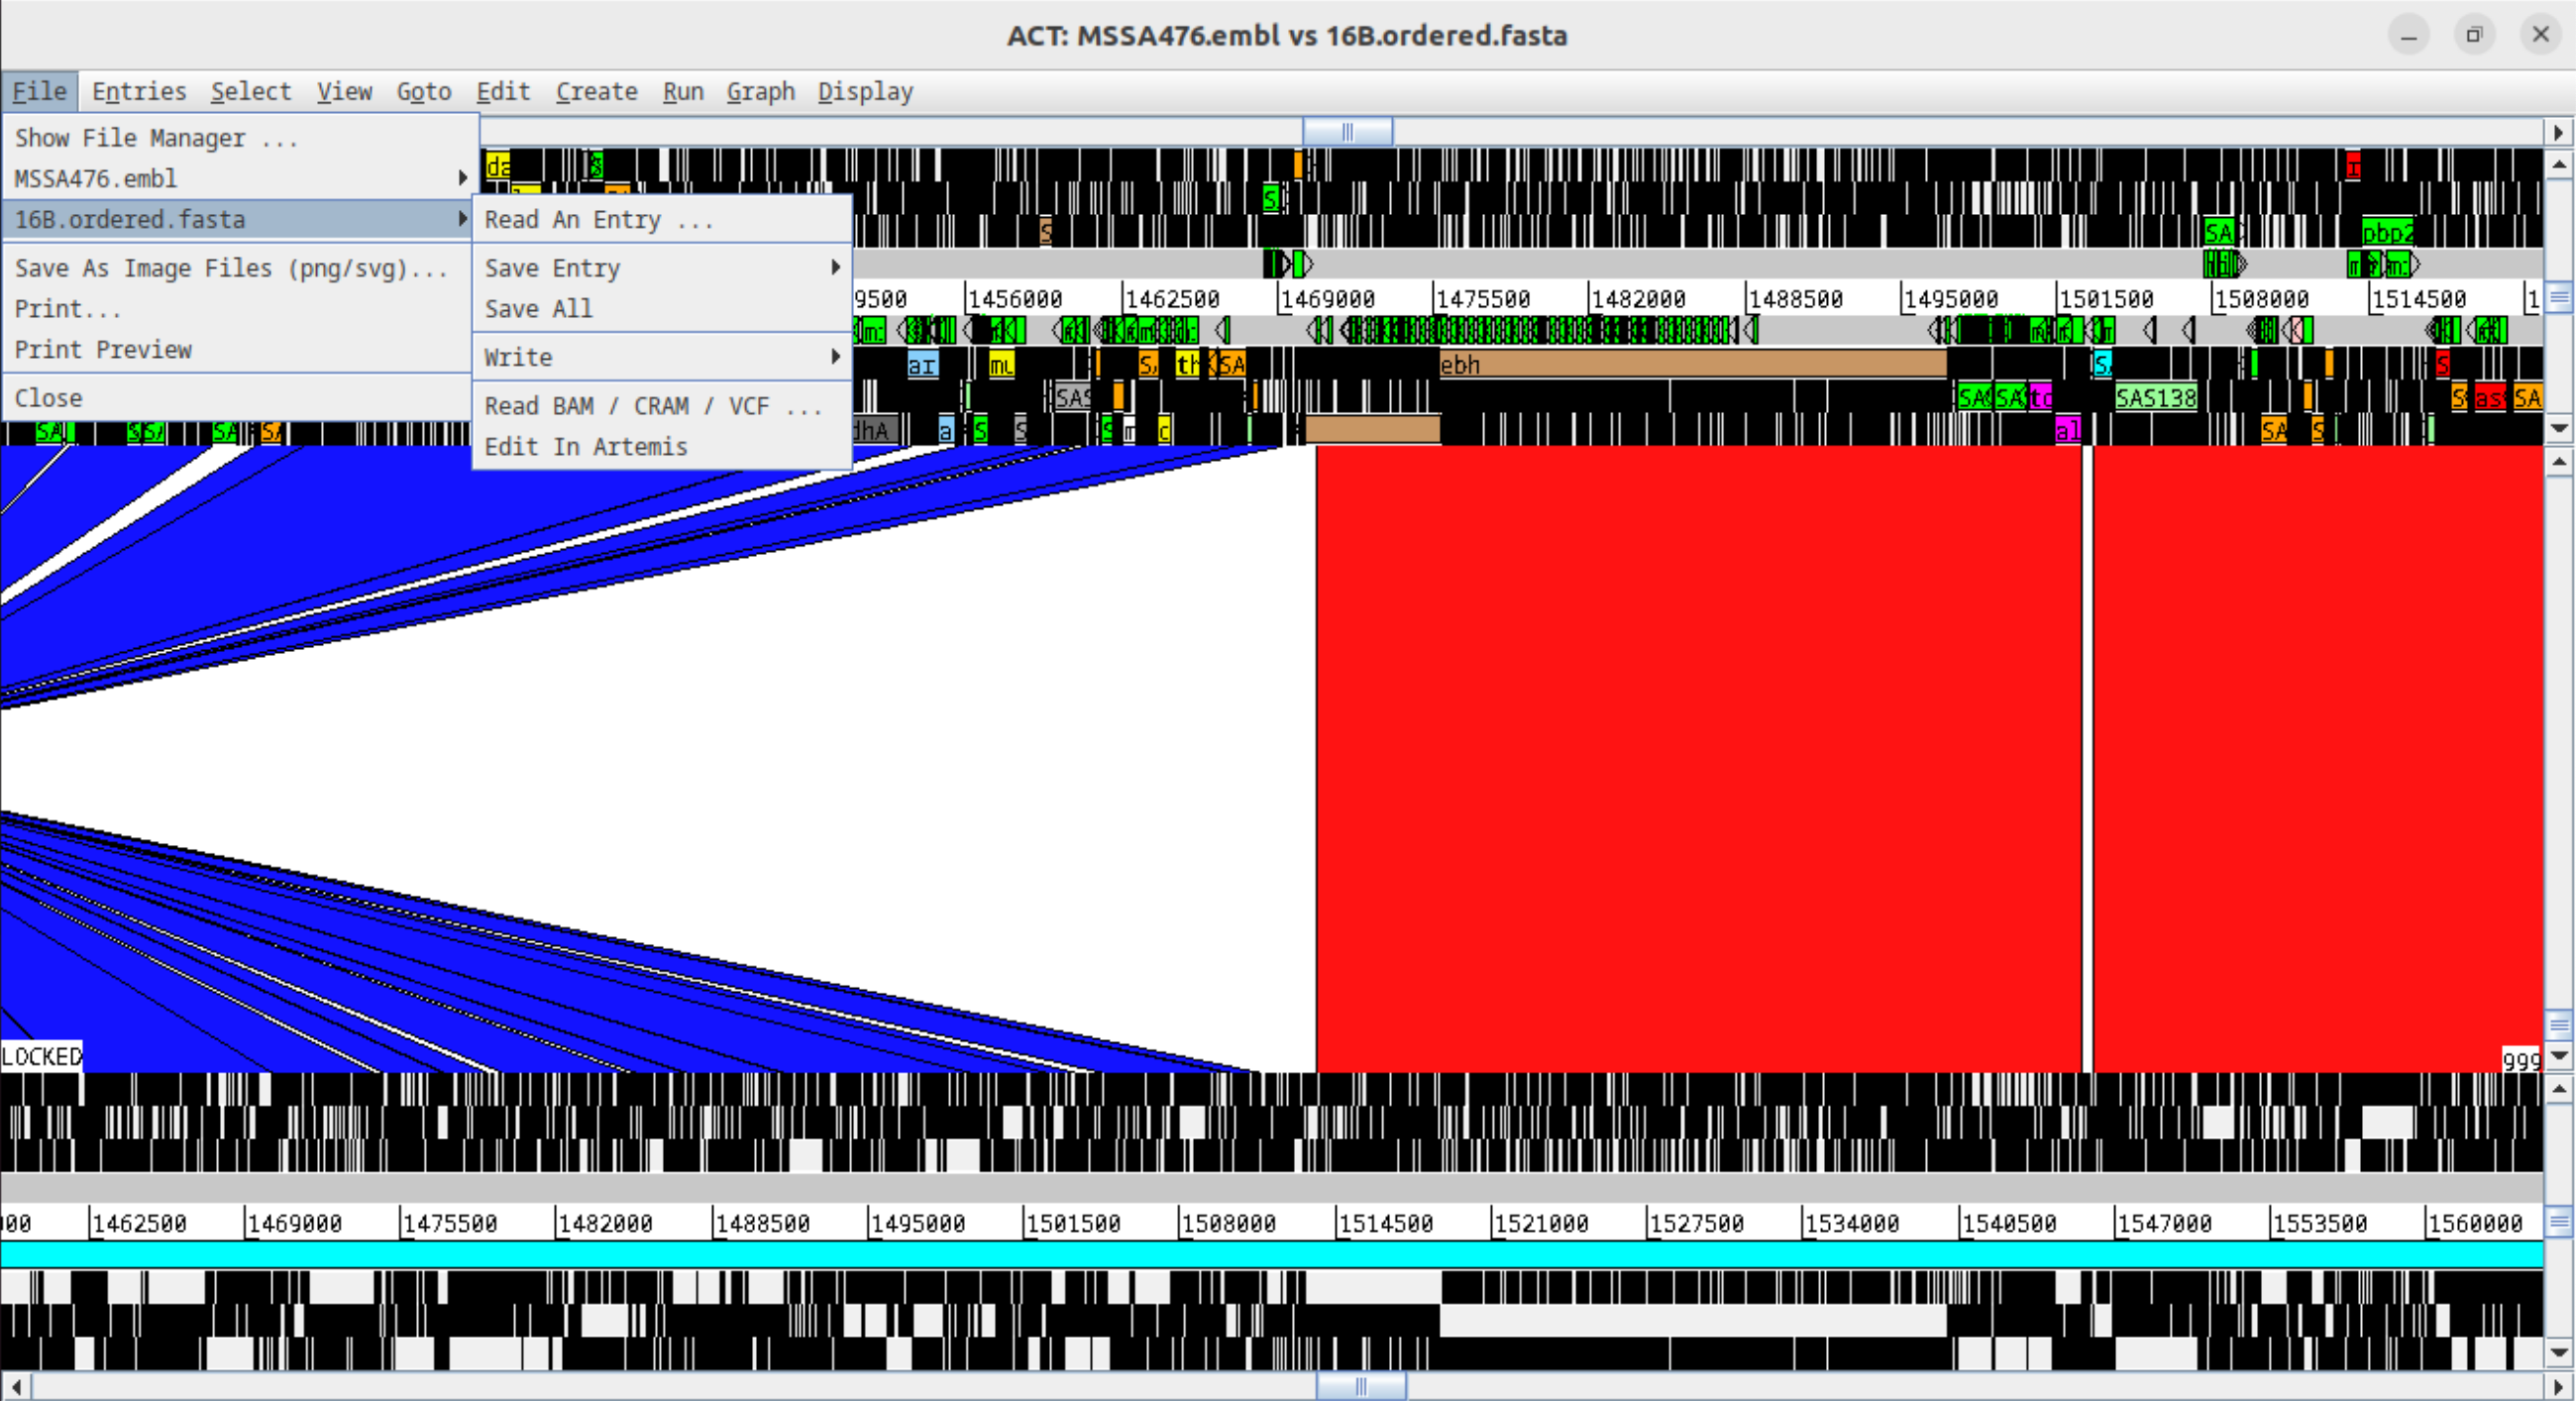 ACT: MSSA476.embl vs 16B.ordered.fasta
File Entries Select View Goto Edit Create Run Graph Display
Show File Manager ...
MSSA476.embl
16B.ordered.fasta
Save As Image Files (png/svg)...
Print...
Print Preview
Close
Read An Entry ...
Save Entry
Save All
Write
Read BAM / CRAM / VCF ...
Edit In Artemis
da
S
S
SA pbp2
9500 1456000 1462500 1469000 1475500 1482000 1488500 1495000 1501500 1508000 1514500 1
ar mu S th SA ebh S S
SAS SA SA tc SAS138 S as SA
SA S SA SA S dhA a S S S m c al SA S
LOCKED
999
00 1462500 1469000 1475500 1482000 1488500 1495000 1501500 1508000 1514500 1521000 1527500 1534000 1540500 1547000 1553500 1560000